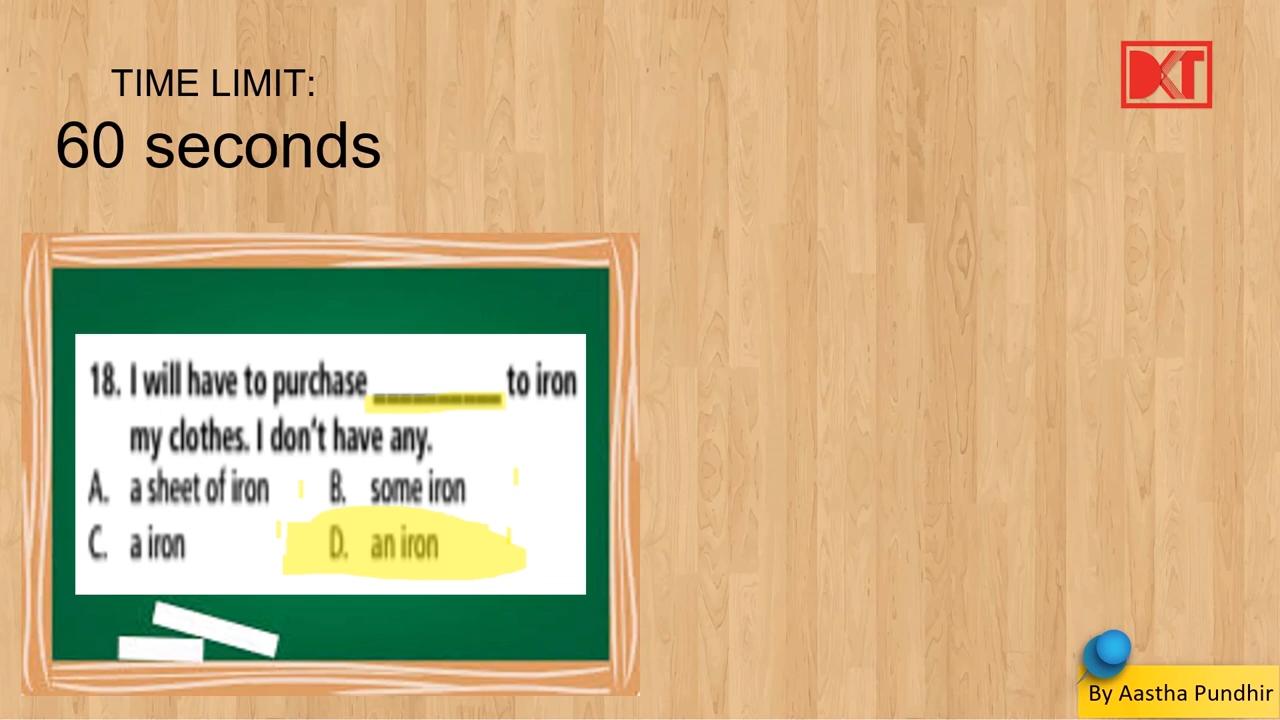 TIME LIMIT:
60 seconds
DKT
18. I will have to purchase __________ to iron
my clothes. I don't have any.
A. a sheet of iron B. some iron
C. a iron D. an iron
By Aastha Pundhir